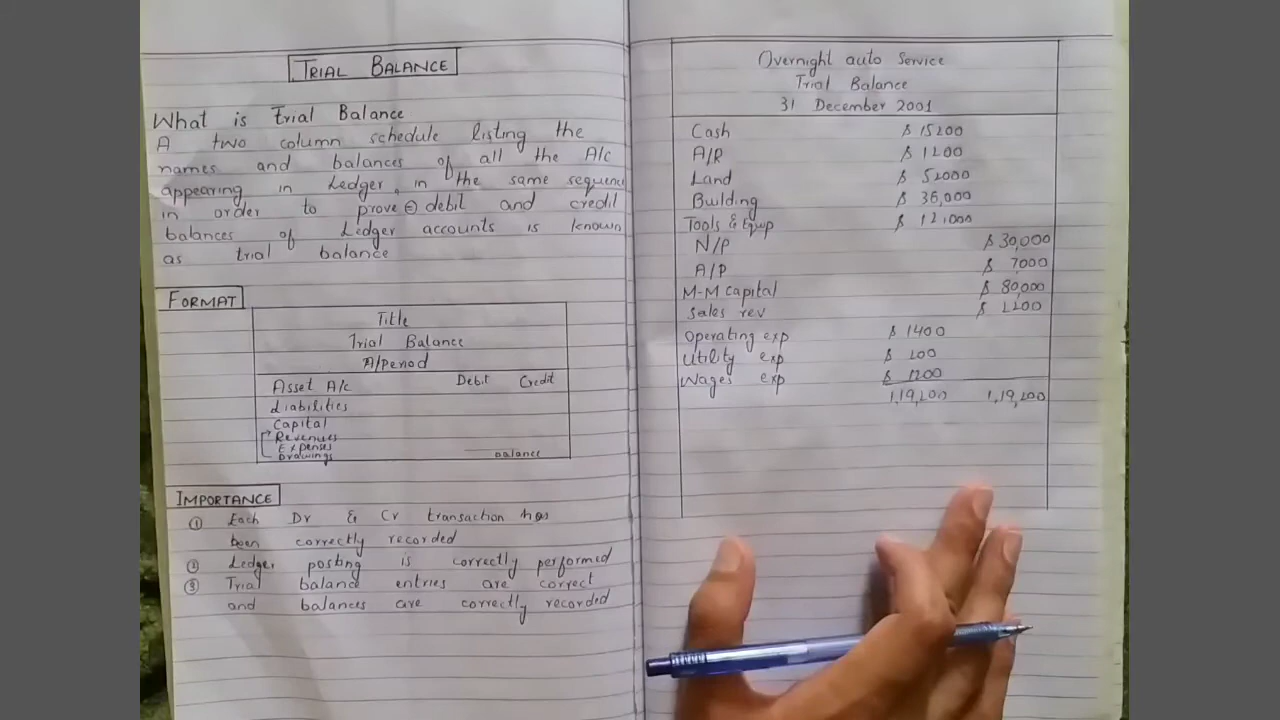 TRIAL BALANCE
What is Trial Balance
A two column schedule listing the
names and balances of all the A/c
appearing in Ledger, in the same sequence
in order to prove (=) debit and credit
balances of Ledger accounts is known
as trial balance
FORMAT
Title
Trial Balance
A/Period
Asset A/c Debit Credit
Liabilities
Capital
Revenues
Expenses
Drawings balance
IMPORTANCE
① Each Dr & Cr transaction has
been correctly recorded
② Ledger posting is correctly performed
③ Trial balance entries are correct
and balances are correctly recorded
Overnight auto Service
Trial Balance
31 December 2001
Cash $ 15200
A/R $ 1200
Land $ 52000
Building $ 36,000
Tools & Equp $ 12,000
N/P $ 30,000
A/P $ 7000
M-M Capital $ 80,000
Sales rev $ 2200
Operating exp $ 1400
Utility exp $ 200
Wages exp $ 1200
1,19,200 1,19,200